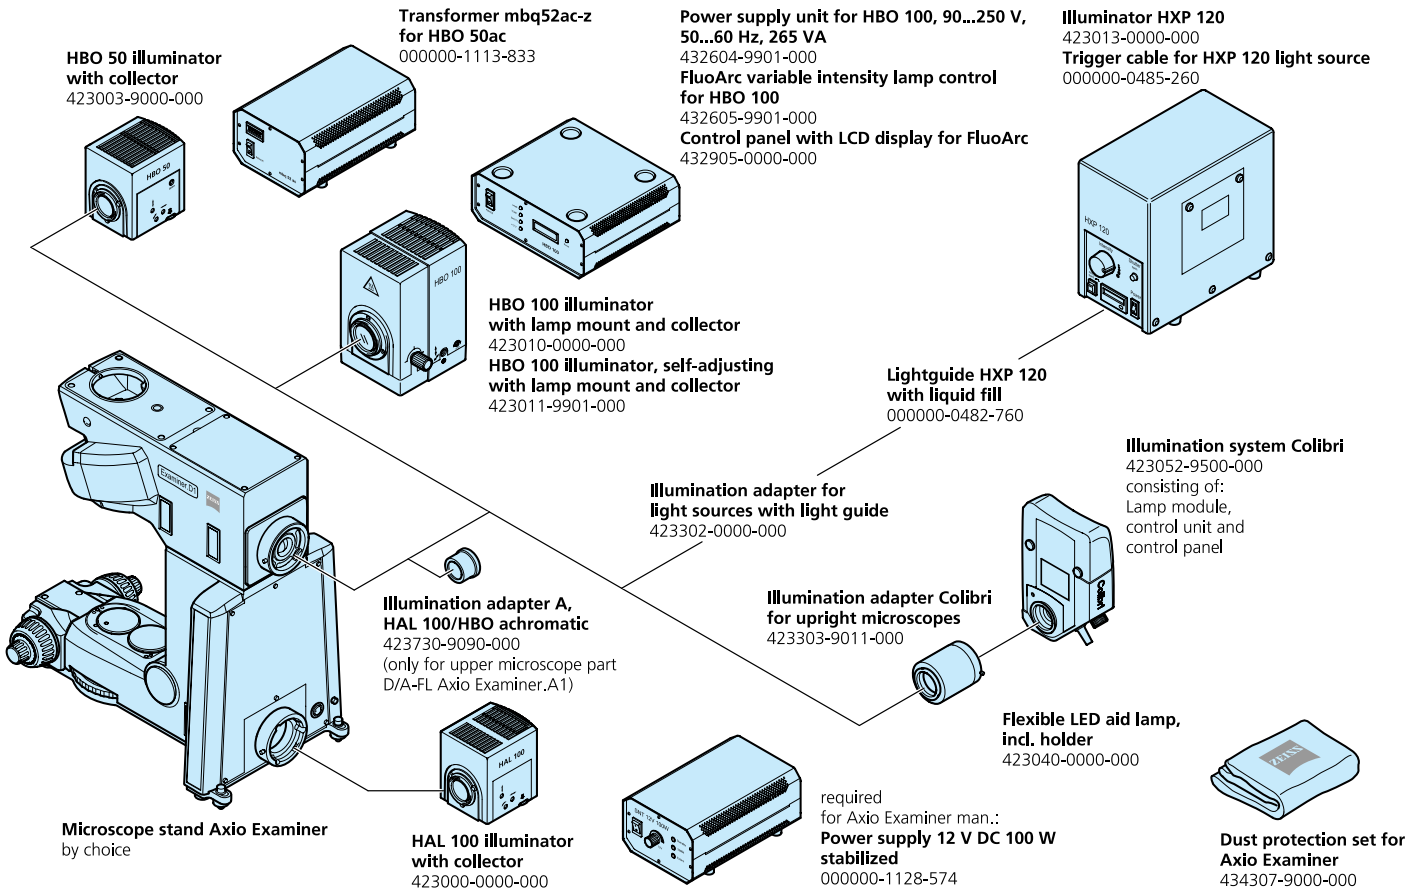 Transformer mbq52ac-z
for HBO 50ac
000000-1113-833
HBO 50 illuminator
with collector
423003-9000-000
Power supply unit for HBO 100, 90...250 V,
50...60 Hz, 265 VA
432604-9901-000
FluoArc variable intensity lamp control
for HBO 100
432605-9901-000
Control panel with LCD display for FluoArc
432905-0000-000
Illuminator HXP 120
423013-0000-000
Trigger cable for HXP 120 light source
000000-0485-260
HBO 50
mbq 52 ac
HBO 100
HBO 100
HXP 120
Intensity
Power
HBO 100 illuminator
with lamp mount and collector
423010-0000-000
HBO 100 illuminator, self-adjusting
with lamp mount and collector
423011-9901-000
Lightguide HXP 120
with liquid fill
000000-0482-760
Illumination system Colibri
423052-9500-000
consisting of:
Lamp module,
control unit and
control panel
Colibri
Examiner.D1
ZEISS
Illumination adapter for
light sources with light guide
423302-0000-000
Illumination adapter A,
HAL 100/HBO achromatic
423730-9090-000
(only for upper microscope part
D/A-FL Axio Examiner.A1)
Illumination adapter Colibri
for upright microscopes
423303-9011-000
Flexible LED aid lamp,
incl. holder
423040-0000-000
HAL 100
SNT 12V 100W
ZEISS
Microscope stand Axio Examiner
by choice
HAL 100 illuminator
with collector
423000-0000-000
required
for Axio Examiner man.:
Power supply 12 V DC 100 W
stabilized
000000-1128-574
Dust protection set for
Axio Examiner
434307-9000-000